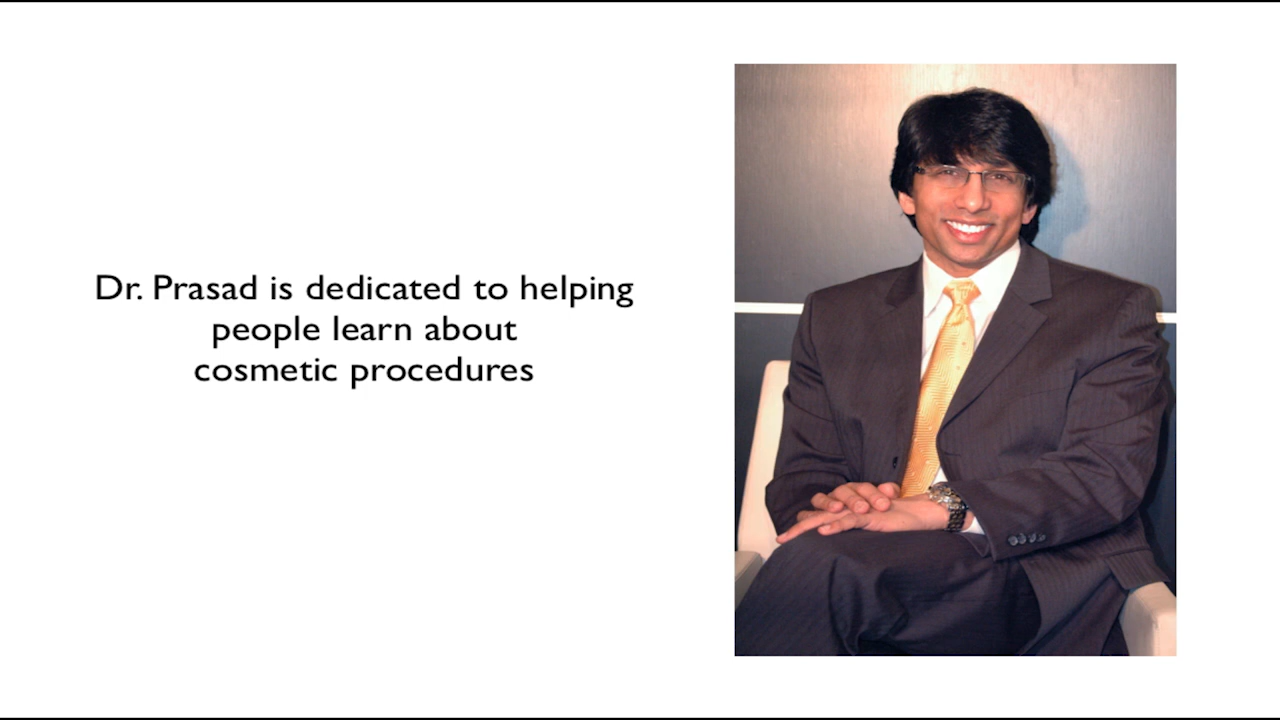 Dr. Prasad is dedicated to helping
people learn about
cosmetic procedures